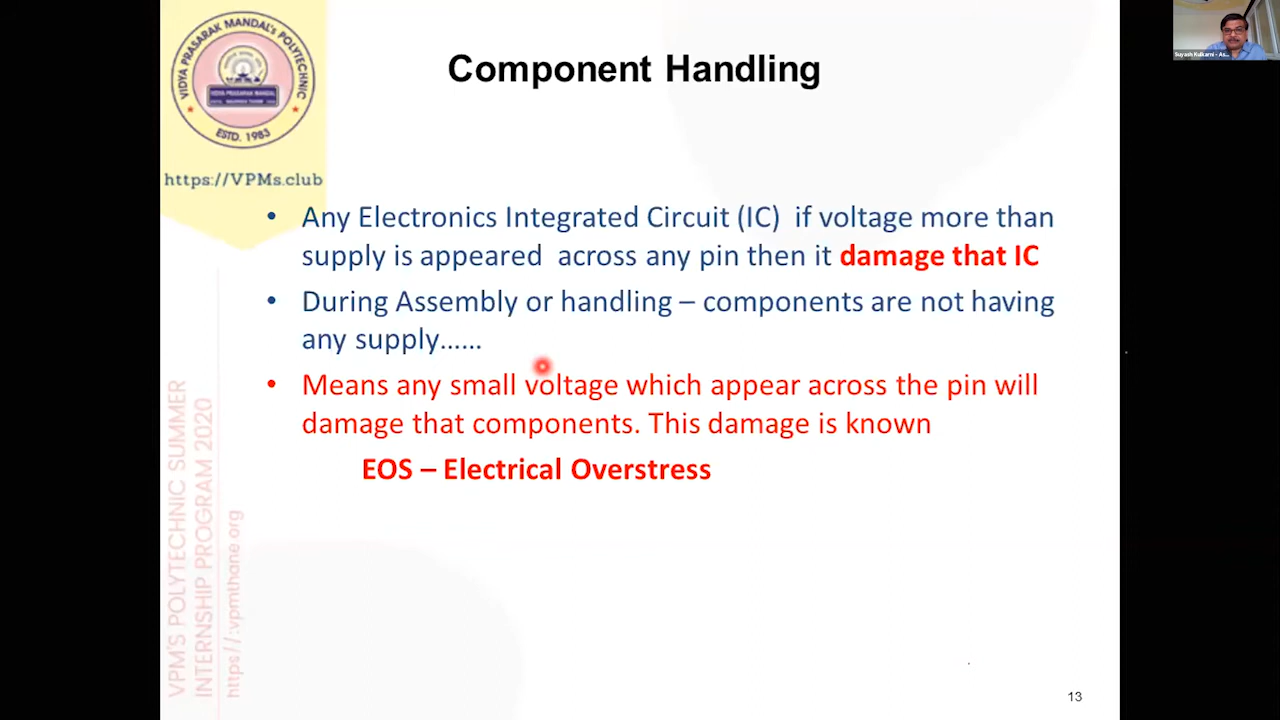 VIDYA PRASARAK MANDAL's POLYTECHNIC
ESTD. 1983
https://VPMs.club
Component Handling
• Any Electronics Integrated Circuit (IC) if voltage more than
supply is appeared across any pin then it damage that IC
• During Assembly or handling – components are not having
any supply......
• Means any small voltage which appear across the pin will
damage that components. This damage is known
EOS – Electrical Overstress
VPM'S POLYTECHNIC SUMMER
INTERNSHIP PROGRAM 2020
https//:vpmthane.org
13
Suyash Kulkarni - As...